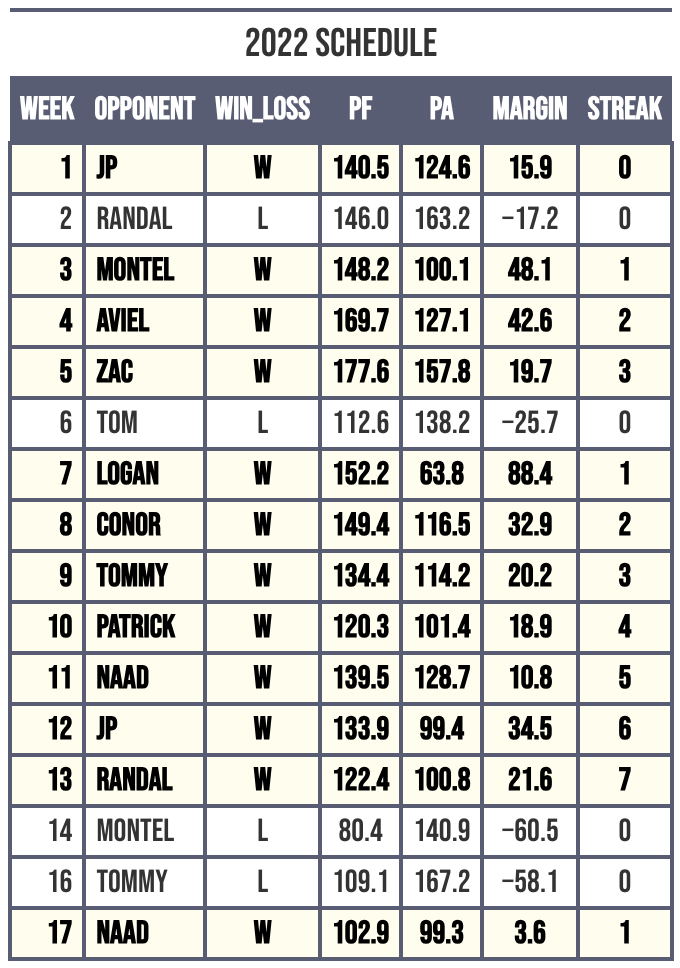 2022 SCHEDULE
WEEK OPPONENT WIN_LOSS PF PA MARGIN STREAK
1 JP W 140.5 124.6 15.9 0
2 RANDAL L 146.0 163.2 −17.2 0
3 MONTEL W 148.2 100.1 48.1 1
4 AVIEL W 169.7 127.1 42.6 2
5 ZAC W 177.6 157.8 19.7 3
6 TOM L 112.6 138.2 −25.7 0
7 LOGAN W 152.2 63.8 88.4 1
8 CONOR W 149.4 116.5 32.9 2
9 TOMMY W 134.4 114.2 20.2 3
10 PATRICK W 120.3 101.4 18.9 4
11 NAAD W 139.5 128.7 10.8 5
12 JP W 133.9 99.4 34.5 6
13 RANDAL W 122.4 100.8 21.6 7
14 MONTEL L 80.4 140.9 −60.5 0
16 TOMMY L 109.1 167.2 −58.1 0
17 NAAD W 102.9 99.3 3.6 1